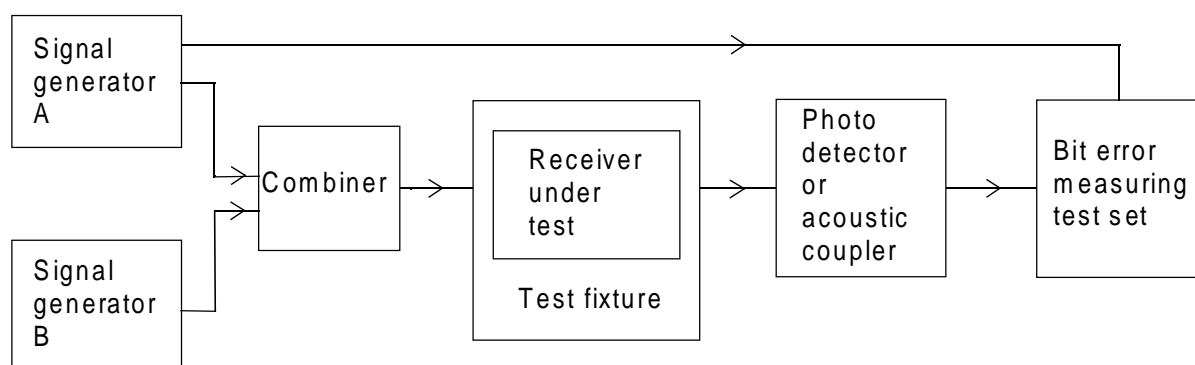 Signal
generator
A
Combiner
Signal
generator
B
Receiver
under
test
Test fixture
Photo
detector
or
acoustic
coupler
Bit error
measuring
test set